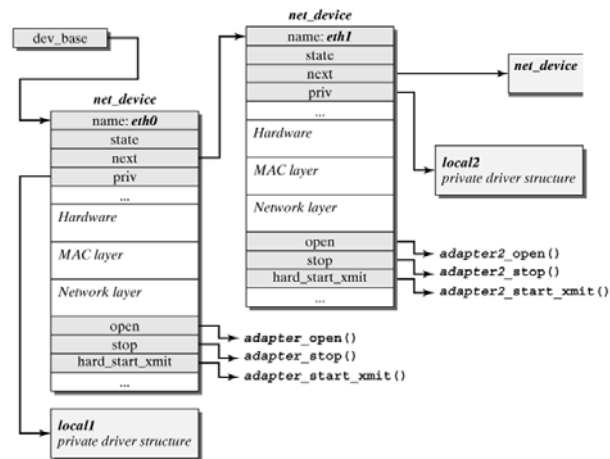 dev_base
net_device
name: eth0
state
next
priv
...
Hardware
MAC layer
Network layer
open
stop
hard_start_xmit
...
adapter_open()
adapter_stop()
adapter_start_xmit()
local1
private driver structure
net_device
name: eth1
state
next
priv
...
Hardware
MAC layer
Network layer
open
stop
hard_start_xmit
...
adapter2_open()
adapter2_stop()
adapter2_start_xmit()
net_device
local2
private driver structure